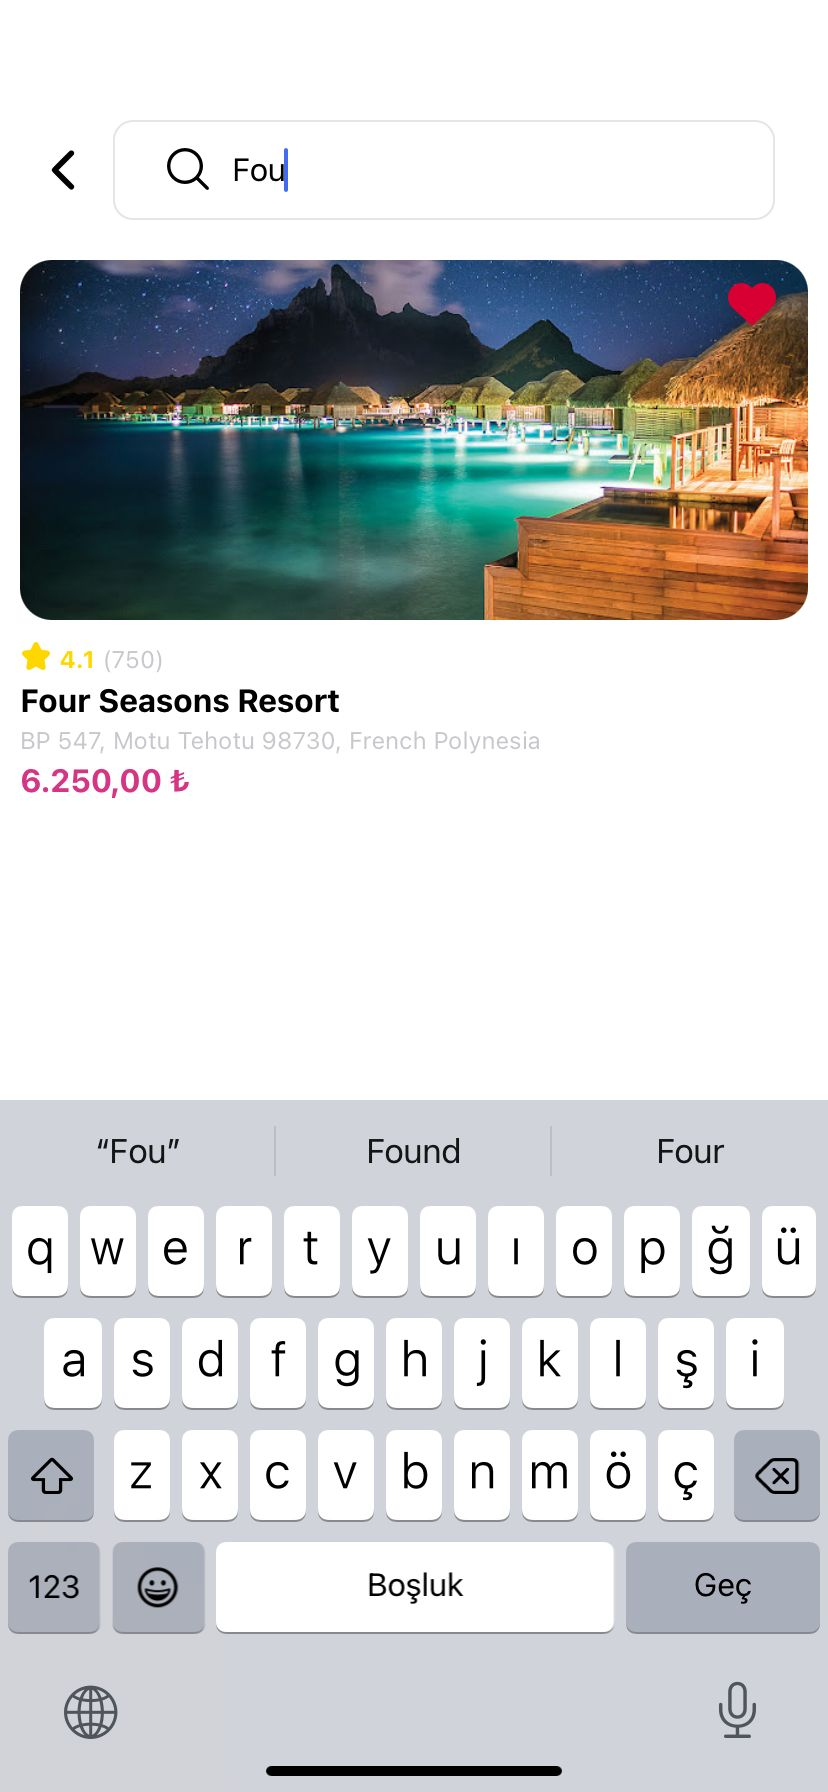 Fou
4.1 (750)
Four Seasons Resort
BP 547, Motu Tehotu 98730, French Polynesia
6.250,00 ₺
“Fou” Found Four
q w e r t y u ı o p ğ ü
a s d f g h j k l ş i
z x c v b n m ö ç
123 Boşluk Geç